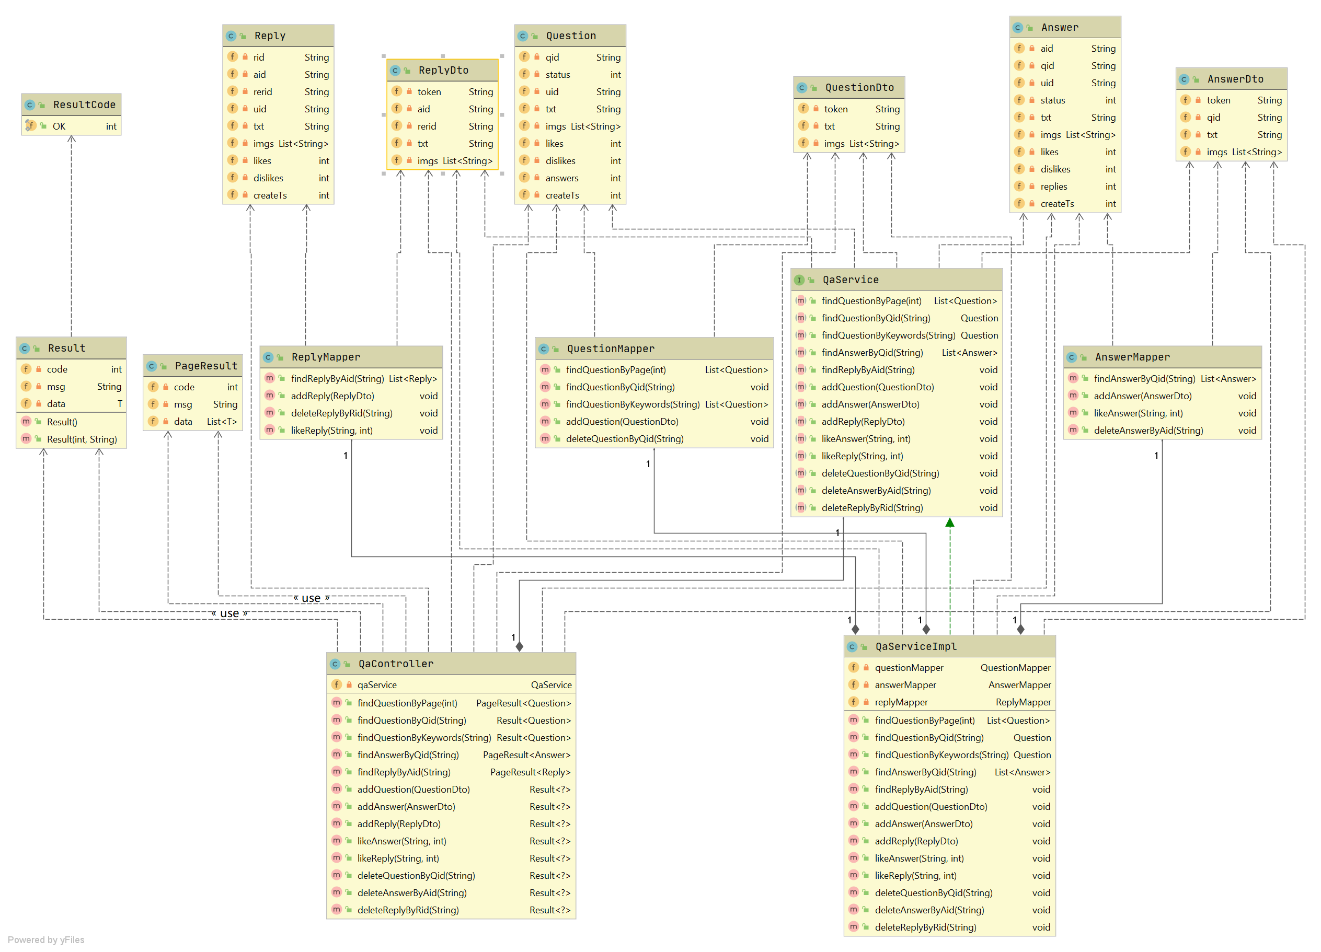 Reply
rid String
aid String
rerid String
uid String
txt String
imgs List<String>
likes int
dislikes int
createTs int
ReplyDto
token String
aid String
rerid String
txt String
imgs List<String>
Question
qid String
status int
uid String
txt String
imgs List<String>
likes int
dislikes int
answers int
createTs int
QuestionDto
token String
txt String
imgs List<String>
Answer
aid String
qid String
uid String
status int
txt String
imgs List<String>
likes int
dislikes int
replies int
createTs int
AnswerDto
token String
qid String
txt String
imgs List<String>
ResultCode
OK int
Result
code int
msg String
data T
Result()
Result(int, String)
PageResult
code int
msg String
data List<T>
ReplyMapper
findReplyByAid(String) List<Reply>
addReply(ReplyDto) void
deleteReplyByRid(String) void
likeReply(String, int) void
QuestionMapper
findQuestionByPage(int) List<Question>
findQuestionByQid(String) void
findQuestionByKeywords(String) List<Question>
addQuestion(QuestionDto) void
deleteQuestionByQid(String) void
QaService
findQuestionByPage(int) List<Question>
findQuestionByQid(String) Question
findQuestionByKeywords(String) Question
findAnswerByQid(String) List<Answer>
findReplyByAid(String) void
addQuestion(QuestionDto) void
addAnswer(AnswerDto) void
addReply(ReplyDto) void
likeAnswer(String, int) void
likeReply(String, int) void
deleteQuestionByQid(String) void
deleteAnswerByAid(String) void
deleteReplyByRid(String) void
AnswerMapper
findAnswerByQid(String) List<Answer>
addAnswer(AnswerDto) void
likeAnswer(String, int) void
deleteAnswerByAid(String) void
1
1
1
1
« use »
« use »
1
1
1
1
QaController
qaService QaService
findQuestionByPage(int) PageResult<Question>
findQuestionByQid(String) Result<Question>
findQuestionByKeywords(String) Result<Question>
findAnswerByQid(String) PageResult<Answer>
findReplyByAid(String) PageResult<Reply>
addQuestion(QuestionDto) Result<?>
addAnswer(AnswerDto) Result<?>
addReply(ReplyDto) Result<?>
likeAnswer(String, int) Result<?>
likeReply(String, int) Result<?>
deleteQuestionByQid(String) Result<?>
deleteAnswerByAid(String) Result<?>
deleteReplyByRid(String) Result<?>
QaServiceImpl
questionMapper QuestionMapper
answerMapper AnswerMapper
replyMapper ReplyMapper
findQuestionByPage(int) List<Question>
findQuestionByQid(String) Question
findQuestionByKeywords(String) Question
findAnswerByQid(String) List<Answer>
findReplyByAid(String) void
addQuestion(QuestionDto) void
addAnswer(AnswerDto) void
addReply(ReplyDto) void
likeAnswer(String, int) void
likeReply(String, int) void
deleteQuestionByQid(String) void
deleteAnswerByAid(String) void
deleteReplyByRid(String) void
Powered by yFiles